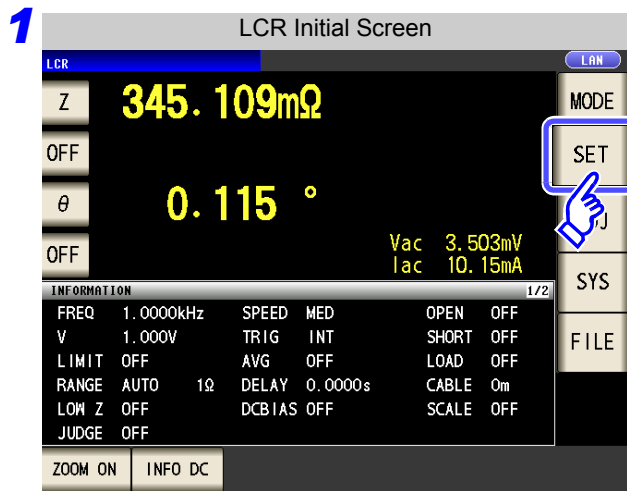 1
LCR Initial Screen
LCR
LAN
Z 345.109mΩ
MODE
OFF
SET
θ 0.115 °
OFF
Vac 3.503mV
Iac 10.15mA
SYS
INFORMATION 1/2
FREQ 1.0000kHz SPEED MED OPEN OFF
V 1.000V TRIG INT SHORT OFF
FILE
LIMIT OFF AVG OFF LOAD OFF
RANGE AUTO 1Ω DELAY 0.0000s CABLE 0m
LOW Z OFF DCBIAS OFF SCALE OFF
JUDGE OFF
ZOOM ON INFO DC